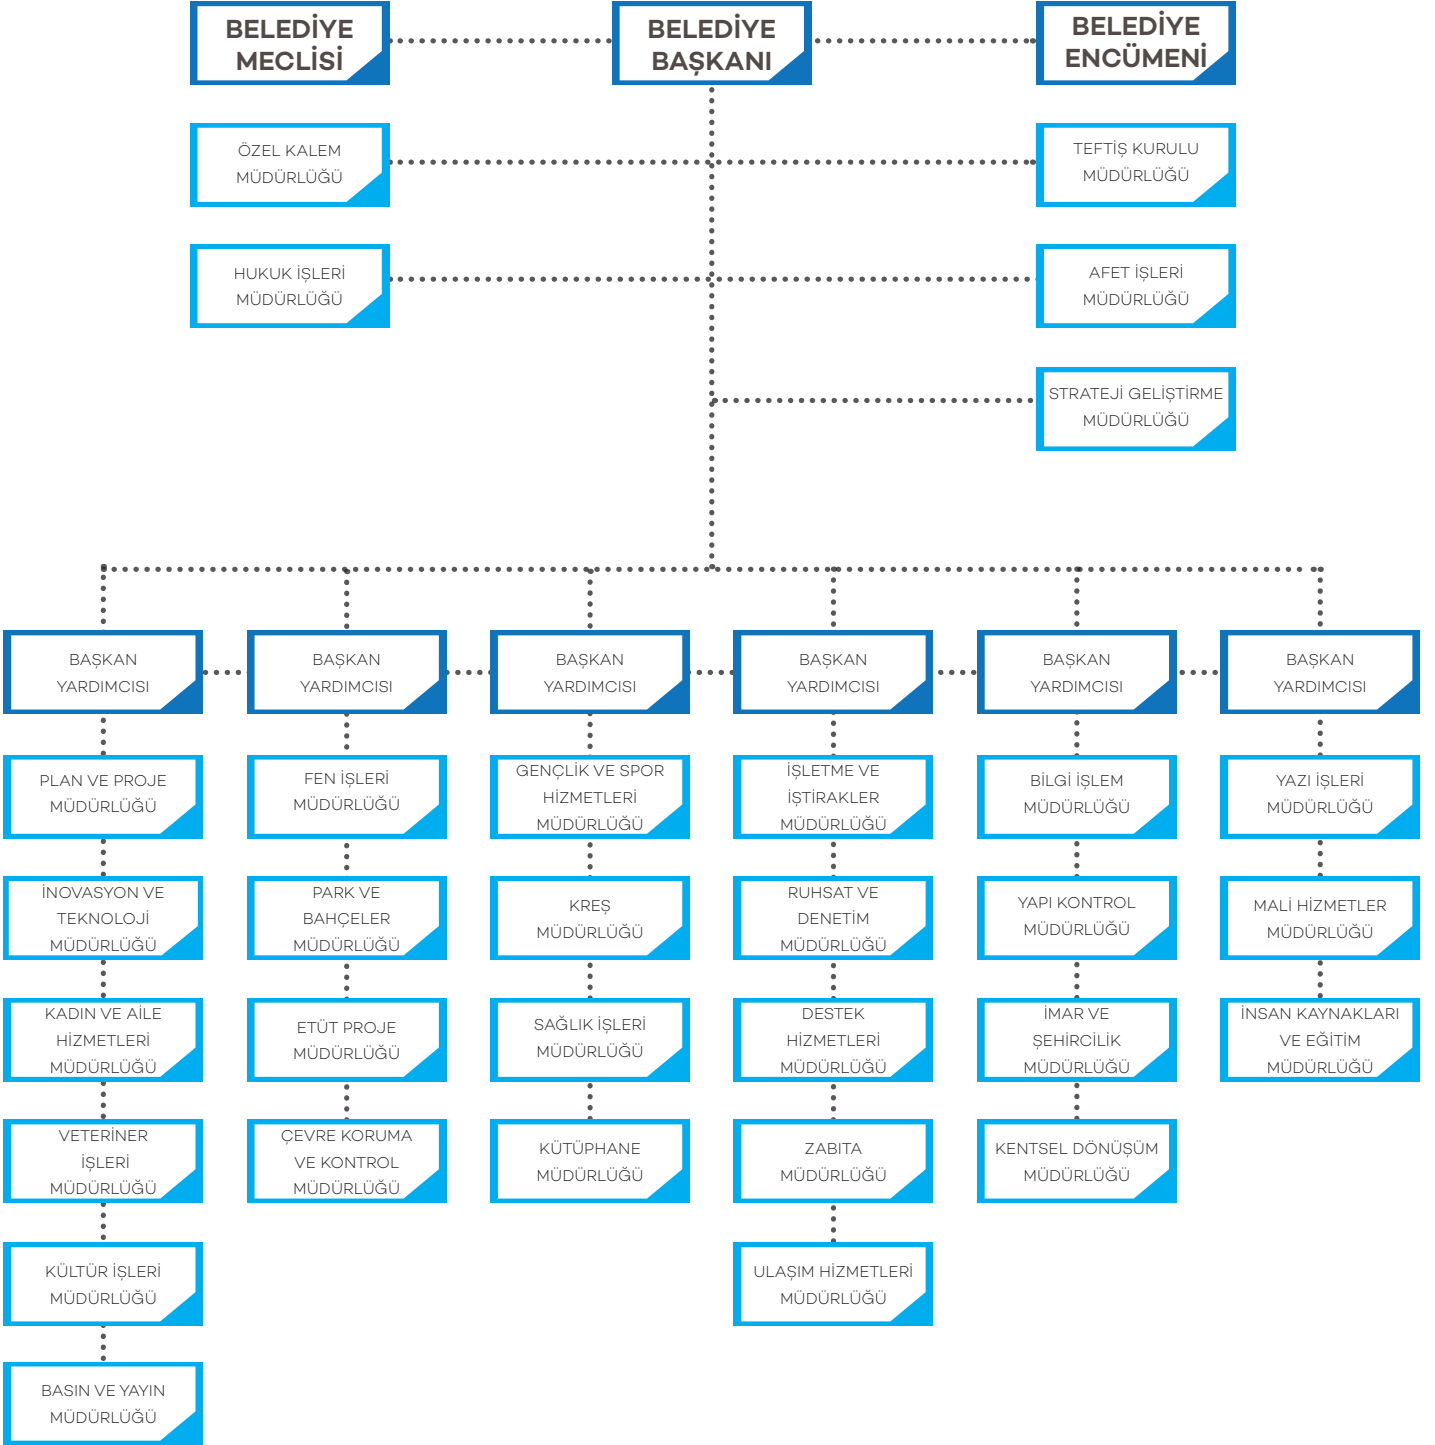 BELEDİYE
MECLİSİ
BELEDİYE
BAŞKANI
BELEDİYE
ENCÜMENİ
ÖZEL KALEM
MÜDÜRLÜĞÜ
TEFTİŞ KURULU
MÜDÜRLÜĞÜ
HUKUK İŞLERİ
MÜDÜRLÜĞÜ
AFET İŞLERİ
MÜDÜRLÜĞÜ
STRATEJİ GELİŞTİRME
MÜDÜRLÜĞÜ
BAŞKAN
YARDIMCISI
BAŞKAN
YARDIMCISI
BAŞKAN
YARDIMCISI
BAŞKAN
YARDIMCISI
BAŞKAN
YARDIMCISI
BAŞKAN
YARDIMCISI
PLAN VE PROJE
MÜDÜRLÜĞÜ
FEN İŞLERİ
MÜDÜRLÜĞÜ
GENÇLİK VE SPOR
HİZMETLERİ
MÜDÜRLÜĞÜ
İŞLETME VE
İŞTİRAKLER
MÜDÜRLÜĞÜ
BİLGİ İŞLEM
MÜDÜRLÜĞÜ
YAZI İŞLERİ
MÜDÜRLÜĞÜ
İNOVASYON VE
TEKNOLOJİ
MÜDÜRLÜĞÜ
PARK VE
BAHÇELER
MÜDÜRLÜĞÜ
KREŞ
MÜDÜRLÜĞÜ
RUHSAT VE
DENETİM
MÜDÜRLÜĞÜ
YAPI KONTROL
MÜDÜRLÜĞÜ
MALİ HİZMETLER
MÜDÜRLÜĞÜ
KADIN VE AİLE
HİZMETLERİ
MÜDÜRLÜĞÜ
ETÜT PROJE
MÜDÜRLÜĞÜ
SAĞLIK İŞLERİ
MÜDÜRLÜĞÜ
DESTEK
HİZMETLERİ
MÜDÜRLÜĞÜ
İMAR VE
ŞEHİRCİLİK
MÜDÜRLÜĞÜ
İNSAN KAYNAKLARI
VE EĞİTİM
MÜDÜRLÜĞÜ
VETERİNER
İŞLERİ
MÜDÜRLÜĞÜ
ÇEVRE KORUMA
VE KONTROL
MÜDÜRLÜĞÜ
KÜTÜPHANE
MÜDÜRLÜĞÜ
ZABITA
MÜDÜRLÜĞÜ
KENTSEL DÖNÜŞÜM
MÜDÜRLÜĞÜ
KÜLTÜR İŞLERİ
MÜDÜRLÜĞÜ
ULAŞIM HİZMETLERİ
MÜDÜRLÜĞÜ
BASIN VE YAYIN
MÜDÜRLÜĞÜ